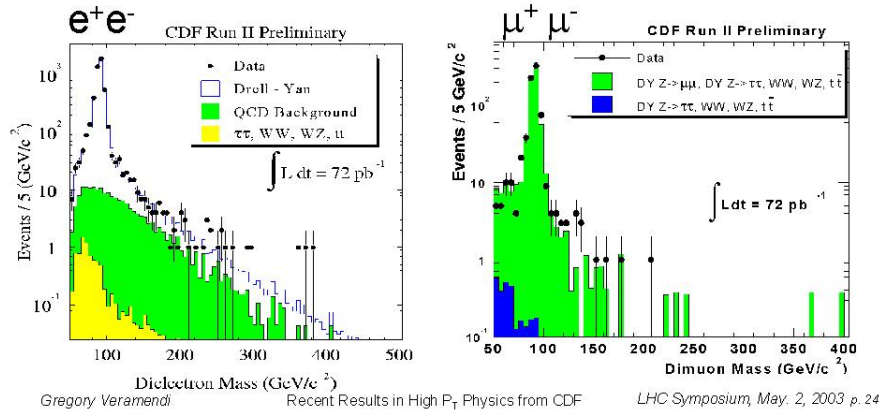 e⁺e⁻
CDF Run II Preliminary
Events / 5 (GeV/c²)
10³
10²
10
1
10⁻¹
Data
Drell - Yan
QCD Background
ττ, WW, WZ, tt
∫ L dt = 72 pb⁻¹
100 200 300 400 500
Dielectron Mass (GeV/c²)
μ⁺ μ⁻
CDF Run II Preliminary
Events / 5 GeV/c²
10²
10
1
10⁻¹
Data
DY Z->μμ, DY Z->ττ, WW, WZ, tt̄
DY Z->ττ, WW, WZ, tt̄
∫ Ldt = 72 pb⁻¹
50 100 150 200 250 300 350 400
Dimuon Mass (GeV/c²)
Gregory Veramendi
Recent Results in High P_T Physics from CDF
LHC Symposium, May. 2, 2003 p. 24